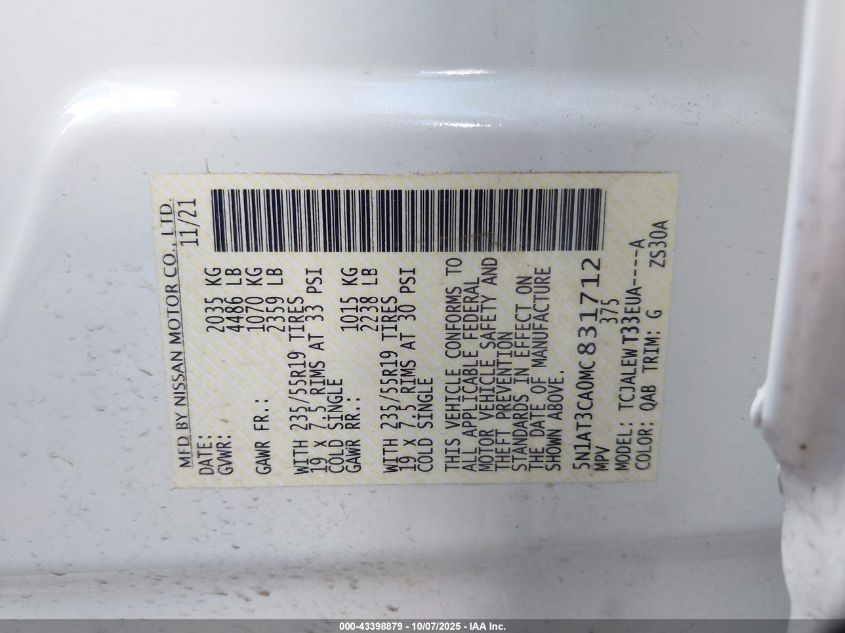 MFD BY NISSAN MOTOR CO., LTD.
DATE: 11/21
GVWR: 2035 KG
4486 LB
GAWR FR.: 1070 KG
2359 LB
WITH 235/55R19 TIRES
19 X 7.5 RIMS AT 33 PSI
COLD SINGLE
GAWR RR.: 1015 KG
2238 LB
WITH 235/55R19 TIRES
19 X 7.5 RIMS AT 30 PSI
COLD SINGLE
THIS VEHICLE CONFORMS TO
ALL APPLICABLE FEDERAL
MOTOR VEHICLE SAFETY AND
THEFT PREVENTION
STANDARDS IN EFFECT ON
THE DATE OF MANUFACTURE
SHOWN ABOVE.
5N1AT3CA0MC831712
MPV 375
MODEL: TCJALEWT33EUA----A
COLOR: QAB TRIM: G ZS30A
000-43398879 - 10/07/2025 - IAA Inc.